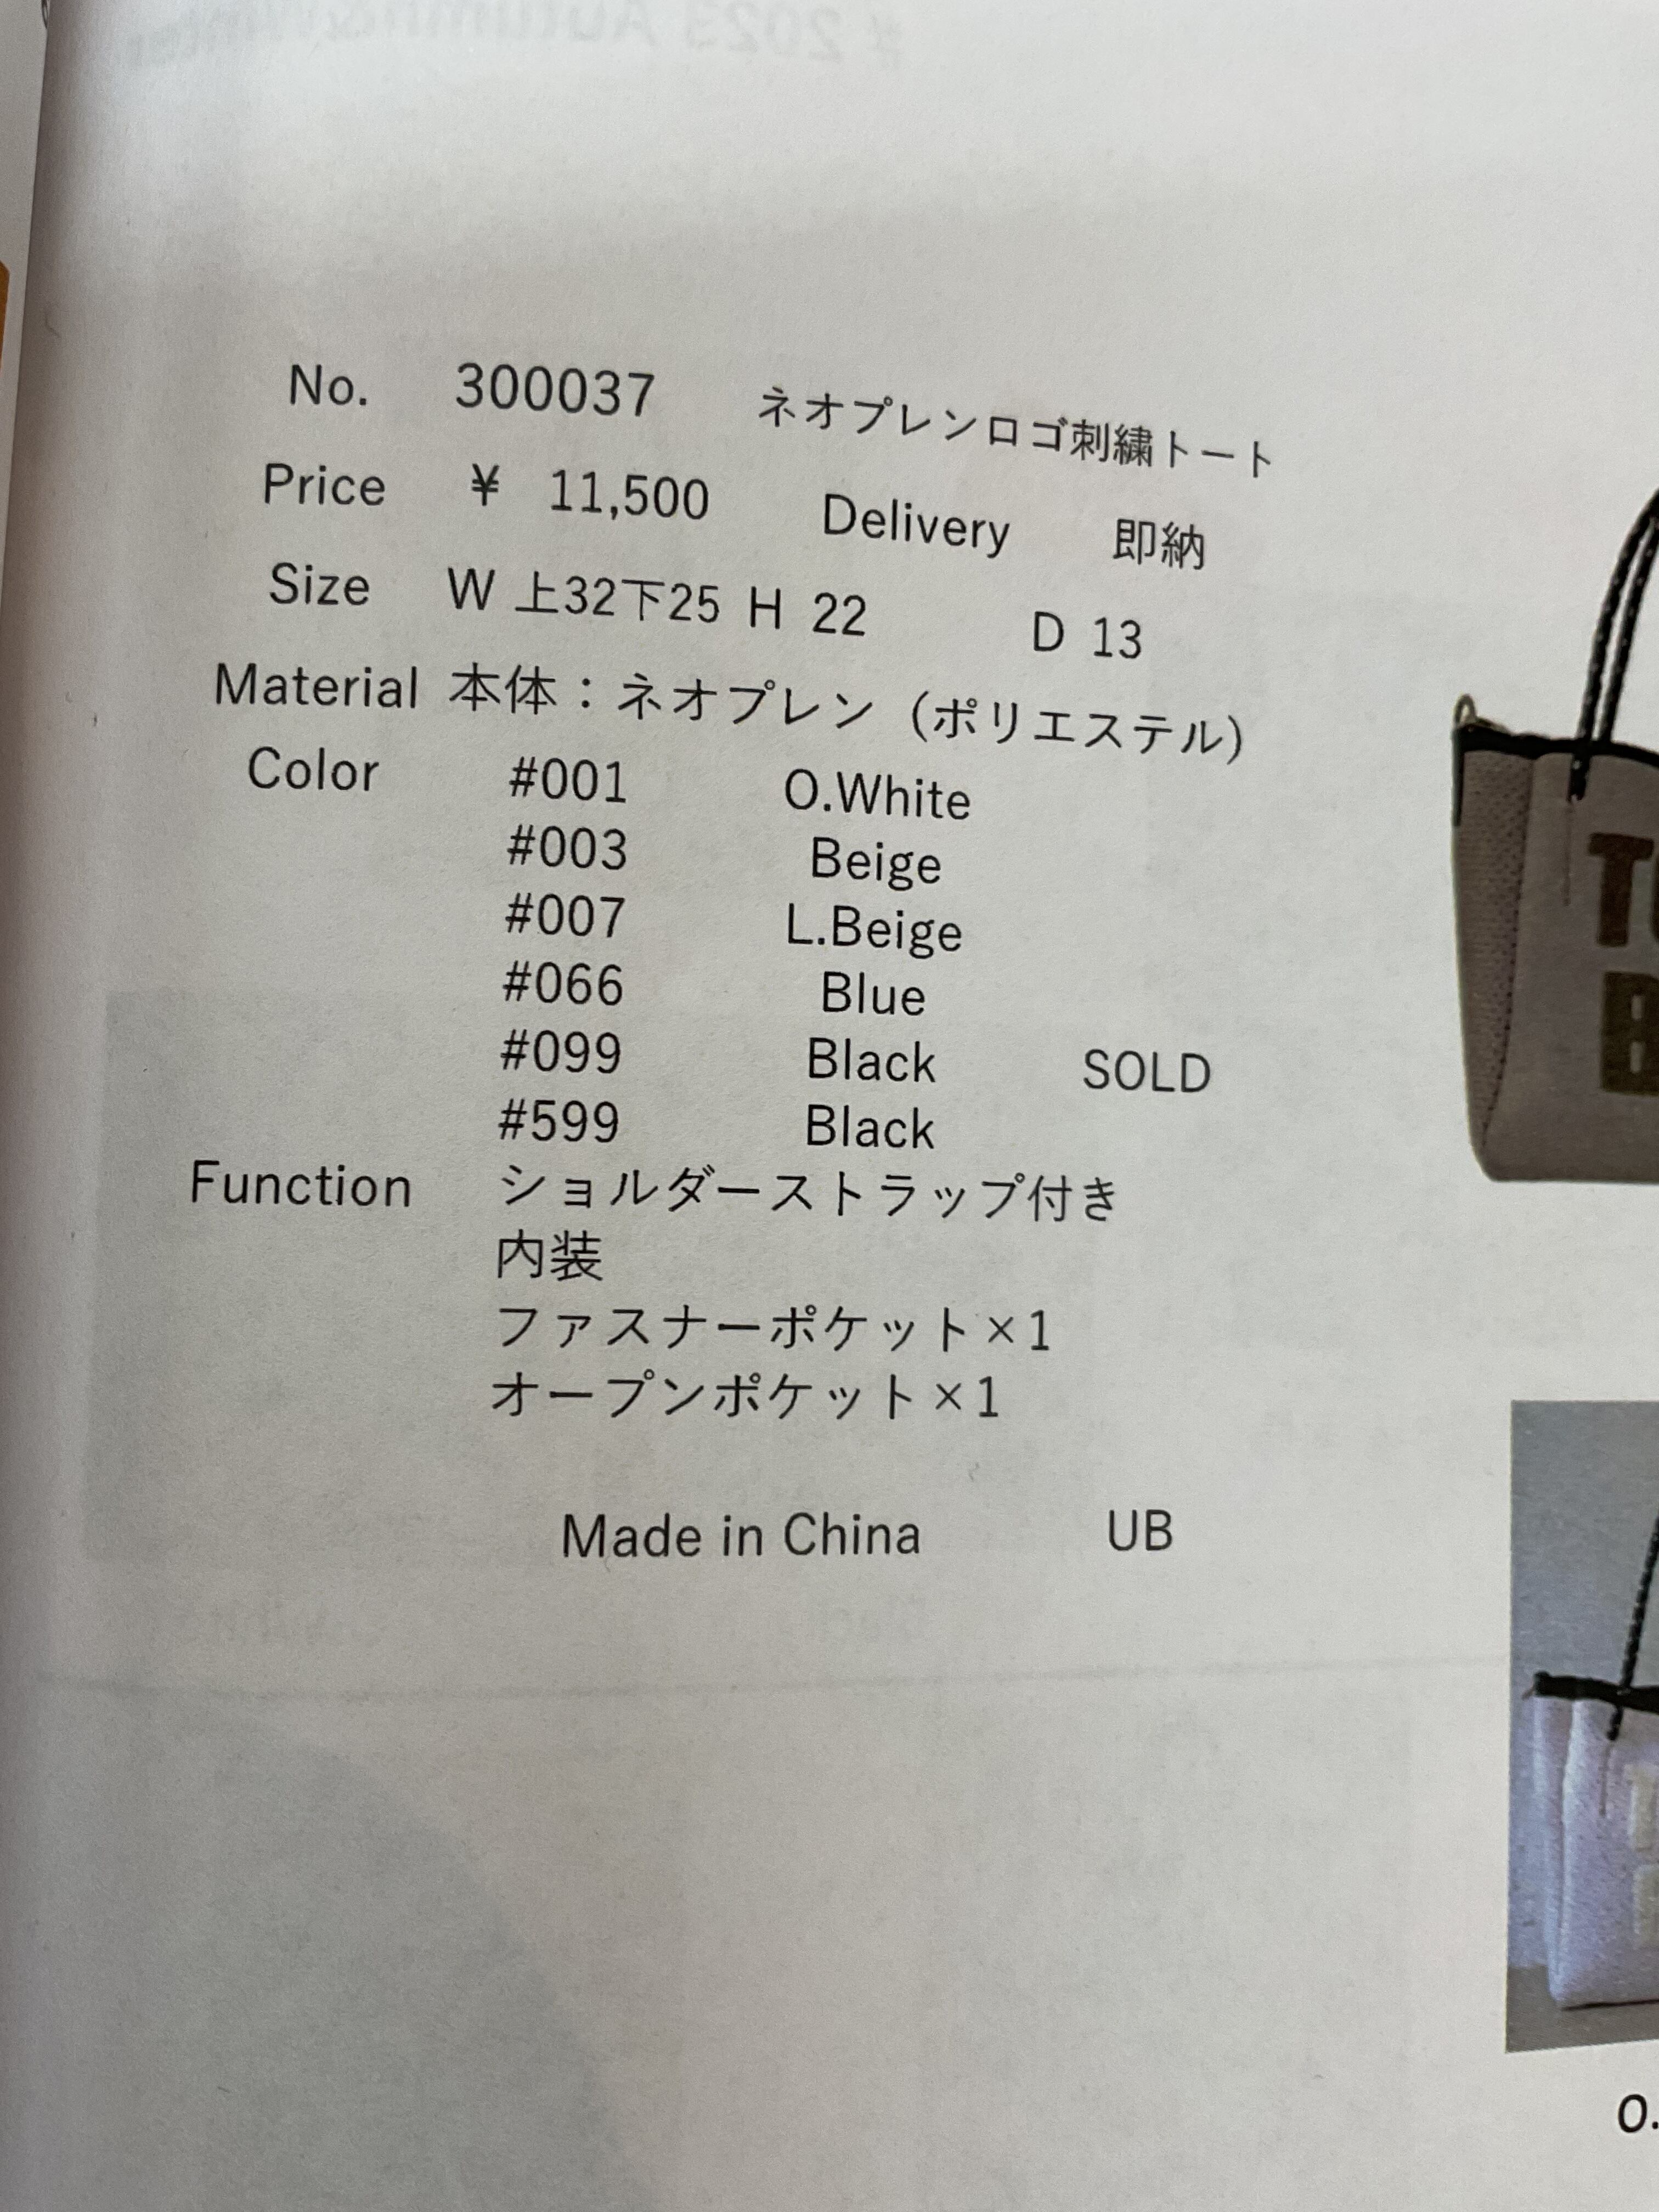 # 2023 Autumn&Winter
No. 300037 ネオプレンロゴ刺繍トート
Price ¥ 11,500 Delivery 即納
Size W 上32下25 H 22 D 13
Material 本体：ネオプレン（ポリエステル）
Color #001 O.White
#003 Beige
#007 L.Beige
#066 Blue
#099 Black SOLD
#599 Black
Function ショルダーストラップ付き
内装
ファスナーポケット×1
オープンポケット×1
Made in China UB
O.